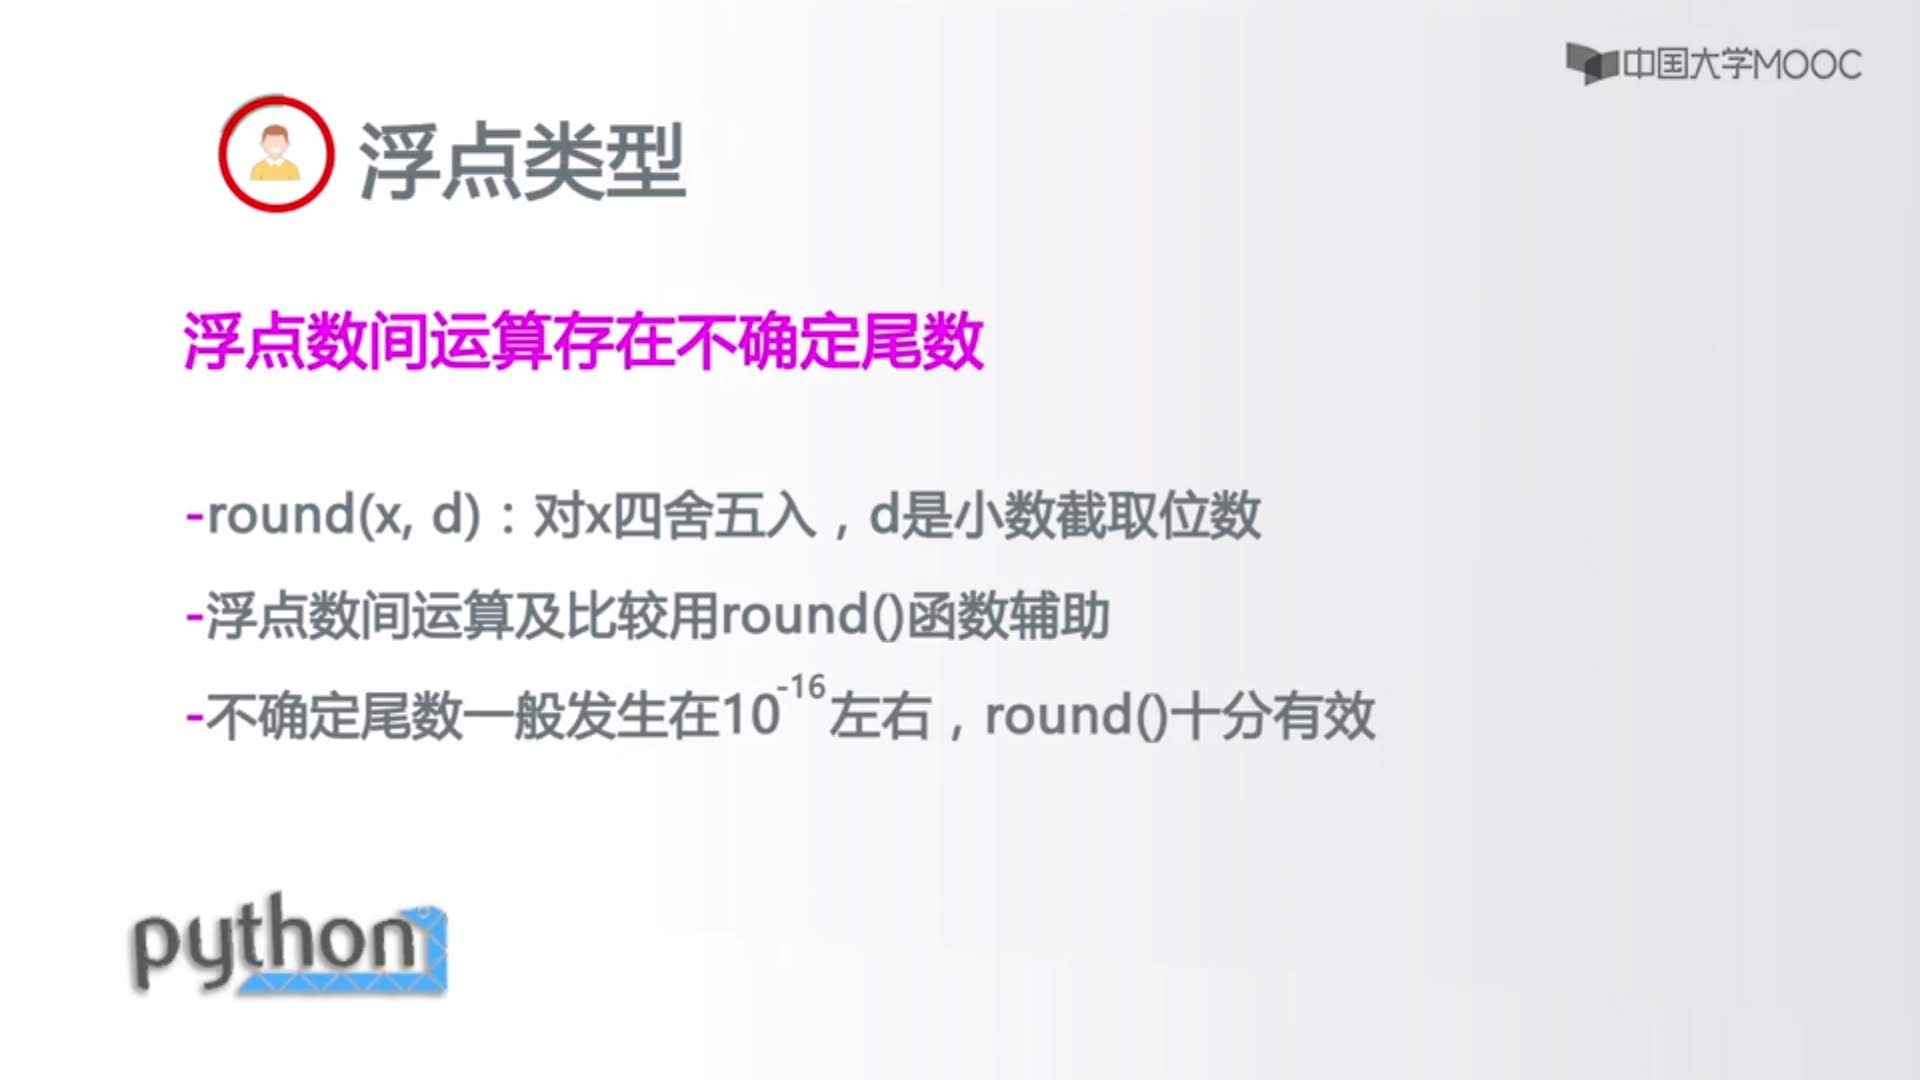 中国大学MOOC
浮点类型
浮点数间运算存在不确定尾数
-round(x, d)：对x四舍五入，d是小数截取位数
-浮点数间运算及比较用round()函数辅助
-不确定尾数一般发生在10-16左右，round()十分有效
python